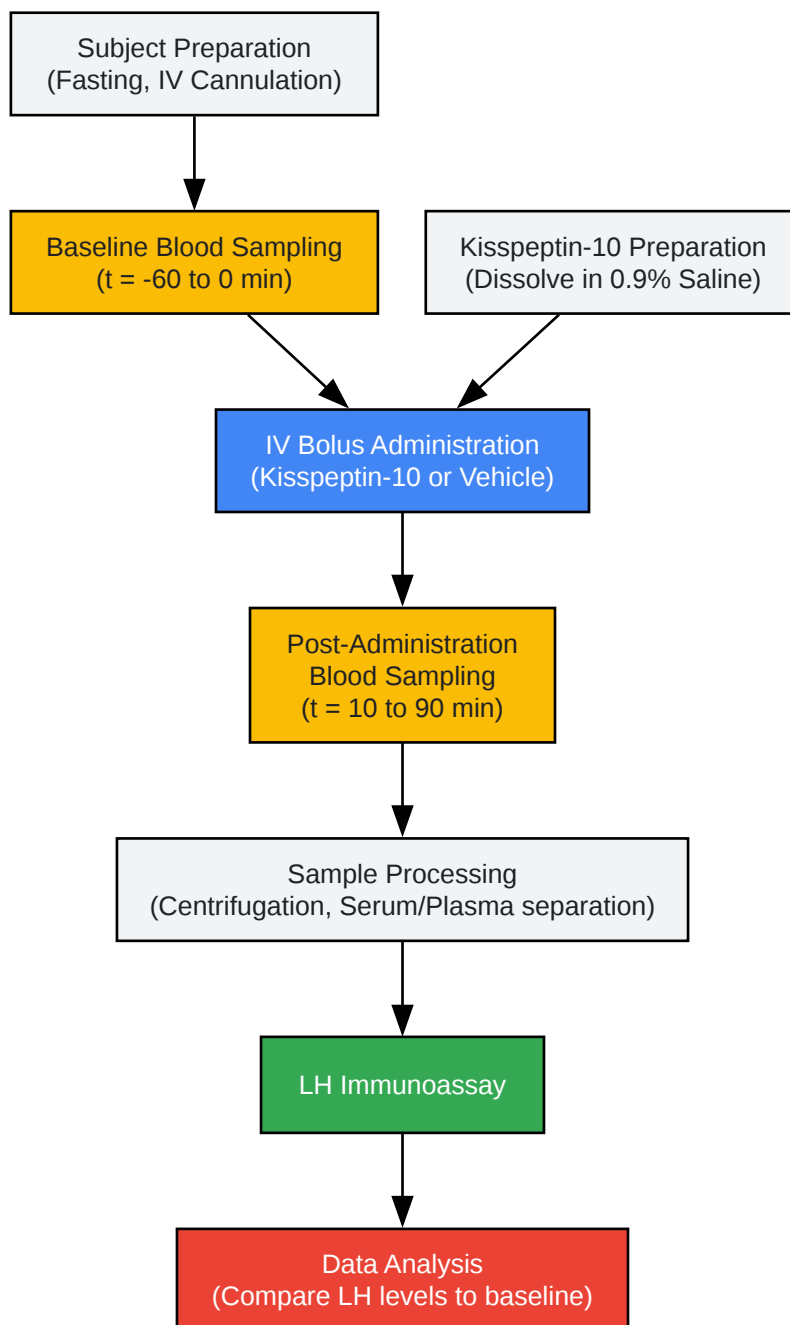 Subject Preparation
(Fasting, IV Cannulation)
Baseline Blood Sampling
(t = -60 to 0 min)
Kisspeptin-10 Preparation
(Dissolve in 0.9% Saline)
IV Bolus Administration
(Kisspeptin-10 or Vehicle)
Post-Administration
Blood Sampling
(t = 10 to 90 min)
Sample Processing
(Centrifugation, Serum/Plasma separation)
LH Immunoassay
Data Analysis
(Compare LH levels to baseline)